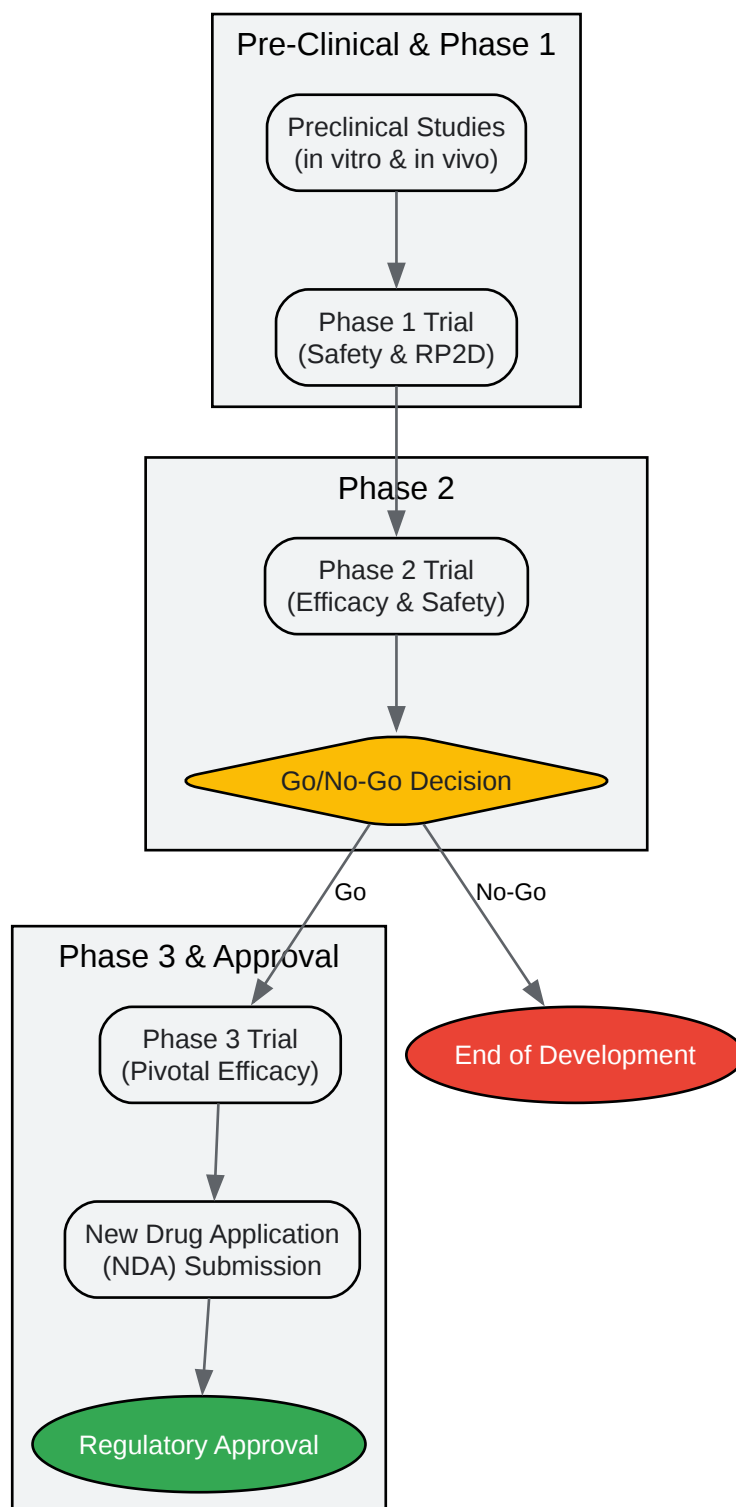 Pre-Clinical & Phase 1
Preclinical Studies
(in vitro & in vivo)
Phase 1 Trial
(Safety & RP2D)
Phase 2
Phase 2 Trial
(Efficacy & Safety)
Go/No-Go Decision
Go
No-Go
Phase 3 & Approval
Phase 3 Trial
(Pivotal Efficacy)
End of Development
New Drug Application
(NDA) Submission
Regulatory Approval